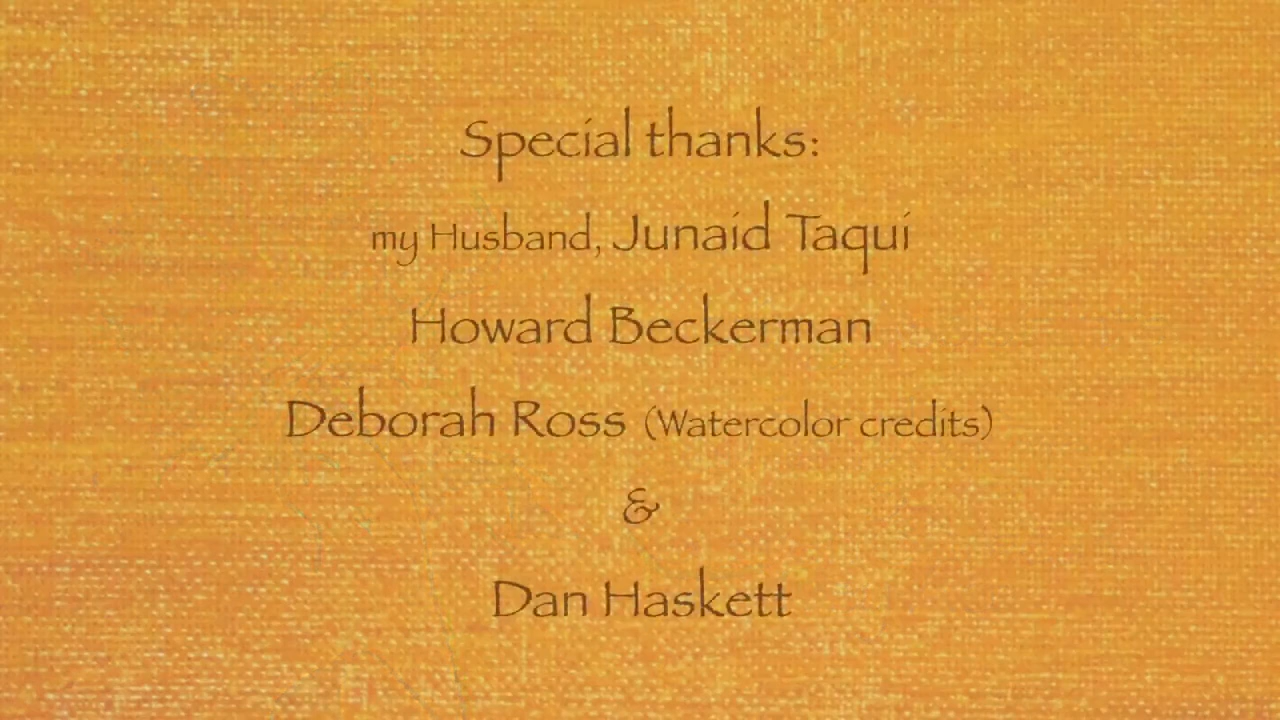 Special thanks:
my Husband, Junaid Taqui
Howard Beckerman
Deborah Ross (Watercolor credits)
&
Dan Haskett